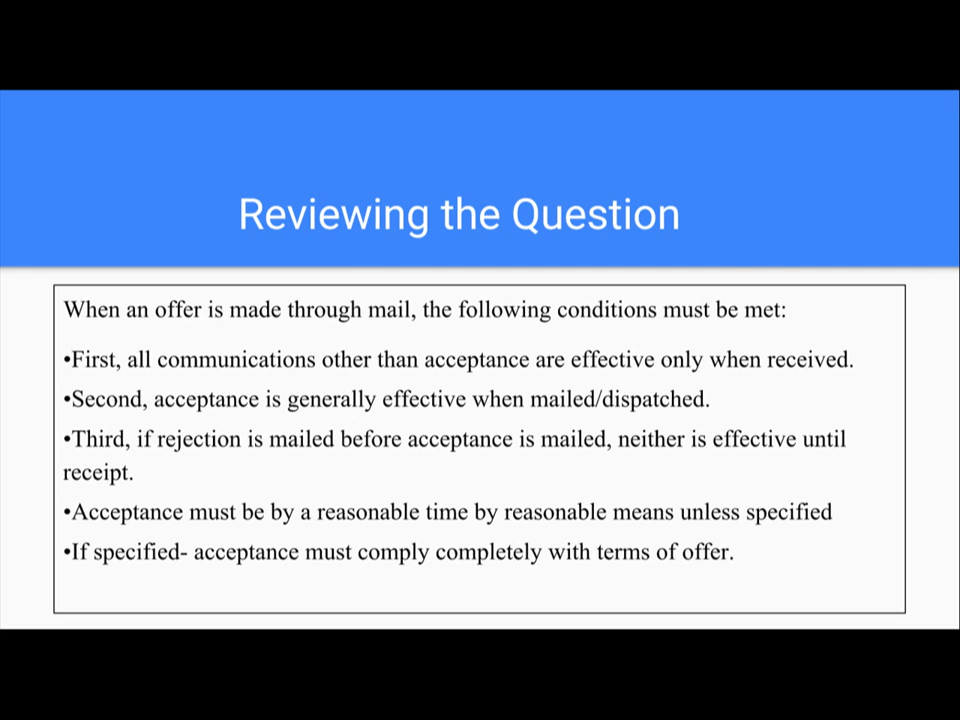 Reviewing the Question
When an offer is made through mail, the following conditions must be met:
•First, all communications other than acceptance are effective only when received.
•Second, acceptance is generally effective when mailed/dispatched.
•Third, if rejection is mailed before acceptance is mailed, neither is effective until
receipt.
•Acceptance must be by a reasonable time by reasonable means unless specified
•If specified- acceptance must comply completely with terms of offer.